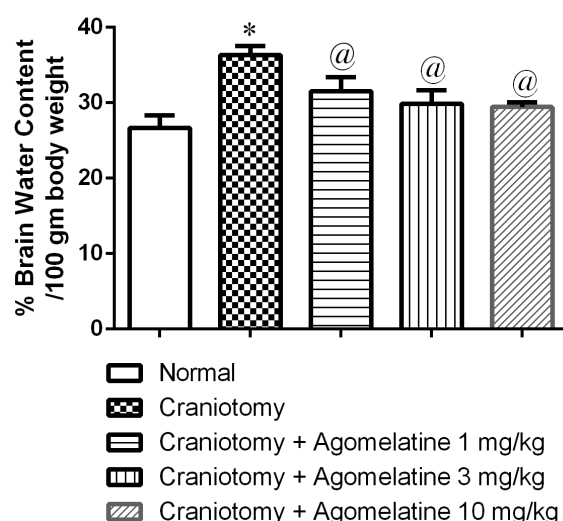 % Brain Water Content
/100 gm body weight
40
30
20
10
0
*
@
@
@
Normal
Craniotomy
Craniotomy + Agomelatine 1 mg/kg
Craniotomy + Agomelatine 3 mg/kg
Craniotomy + Agomelatine 10 mg/kg